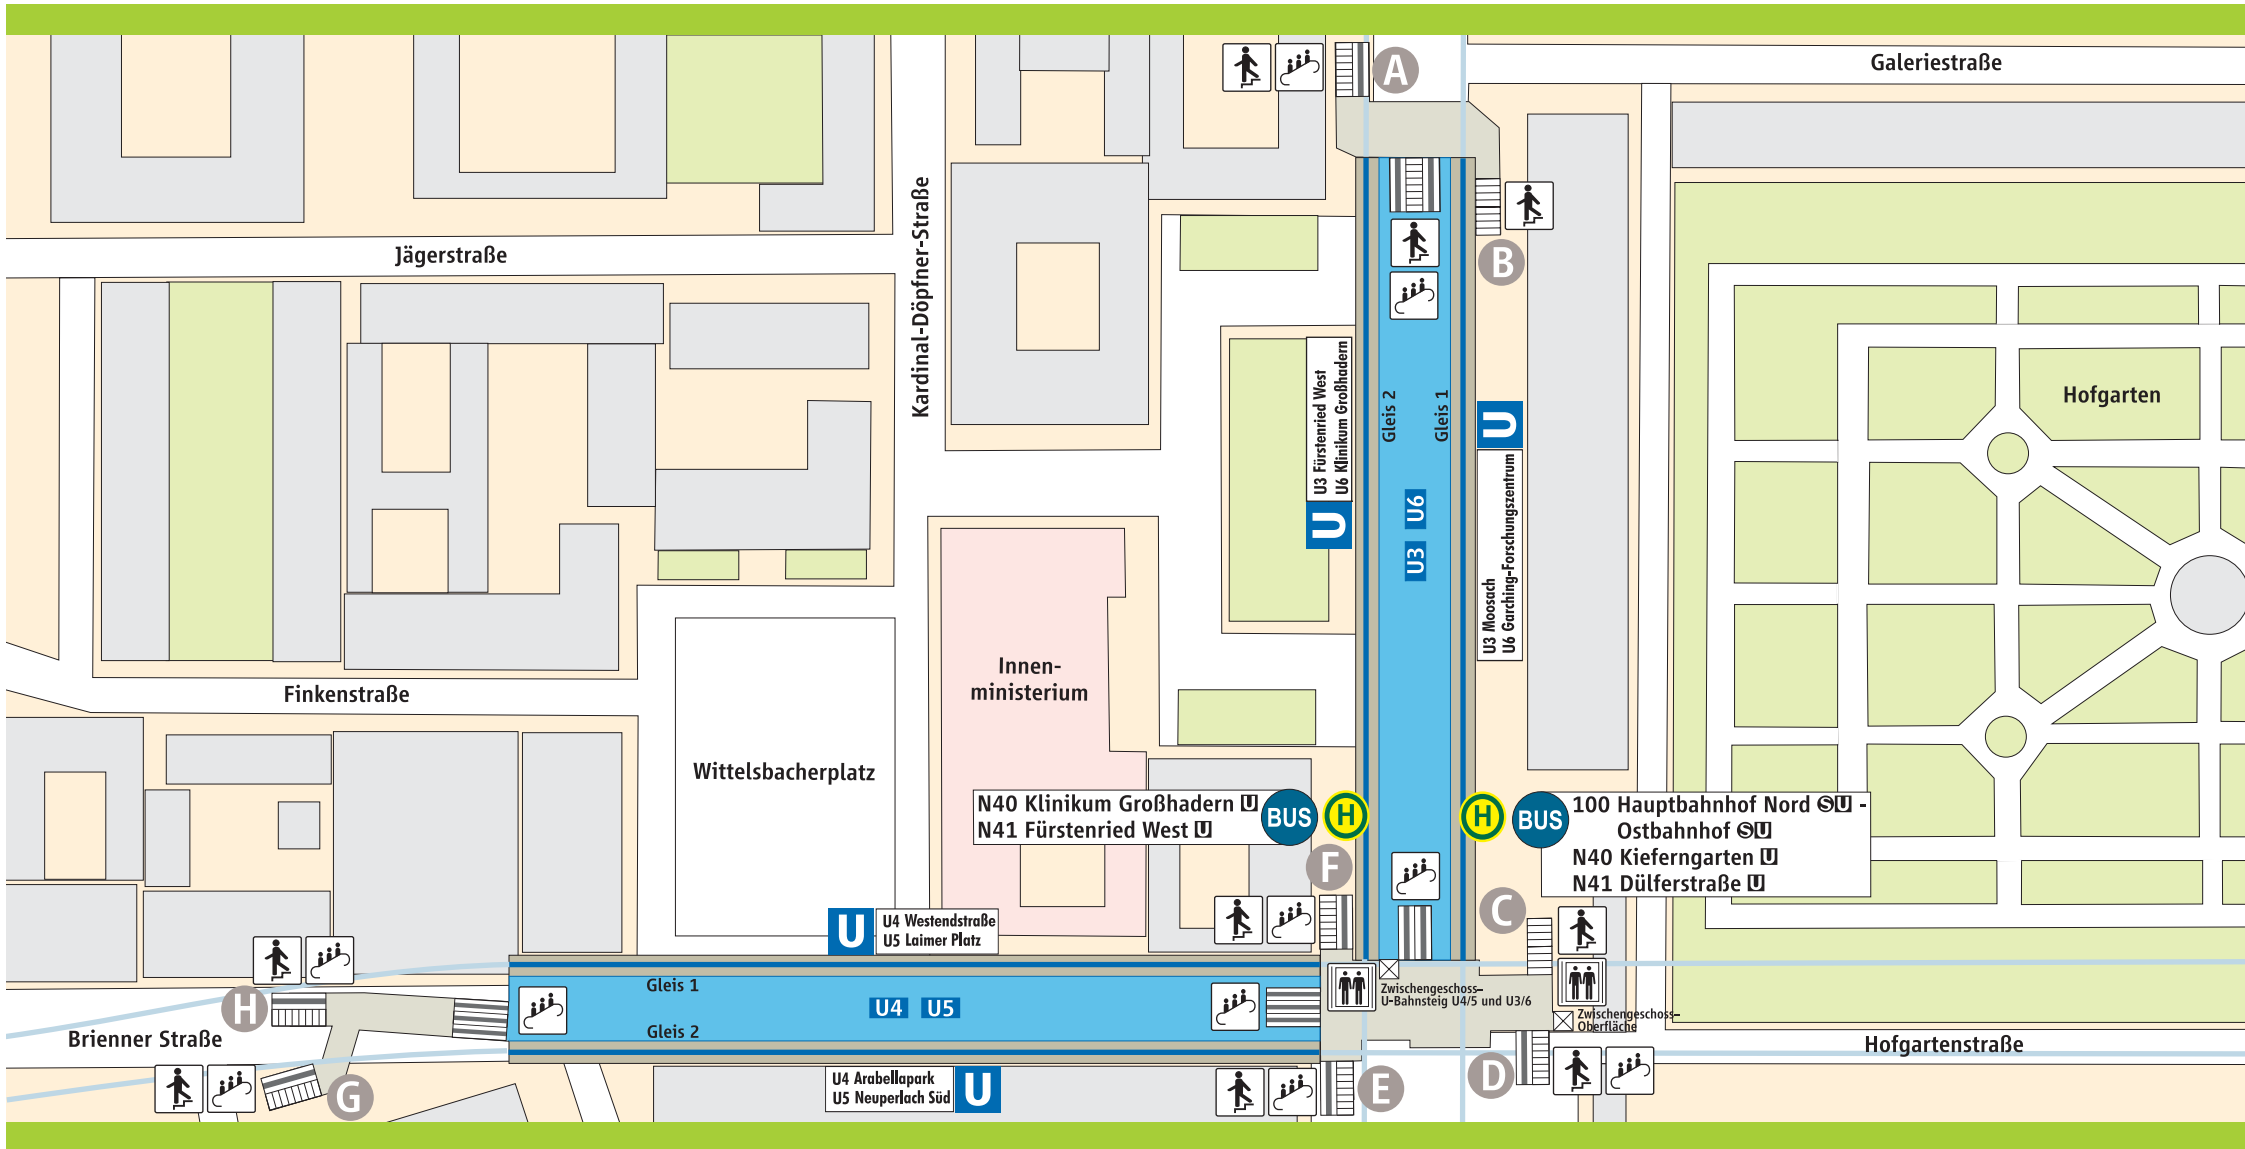 A
Galeriestraße
Jägerstraße
Kardinal-Döpfner-Straße
B
U3 Fürstenried West
U6 Klinikum Großhadern
U
Gleis 2
Gleis 1
U
U3 Moosach
U6 Garching-Forschungszentrum
U3 U6
Hofgarten
Finkenstraße
Innen-
ministerium
Wittelsbacherplatz
N40 Klinikum Großhadern U
N41 Fürstenried West U
BUS
H
H
BUS
100 Hauptbahnhof Nord S U -
Ostbahnhof S U
N40 Kieferngarten U
N41 Dülferstraße U
F
C
U
U4 Westendstraße
U5 Laimer Platz
Gleis 1
U4 U5
Gleis 2
Zwischengeschoss-
U-Bahnsteig U4/5 und U3/6
Zwischengeschoss-
Oberfläche
H
Brienner Straße
Hofgartenstraße
G
U4 Arabellapark
U5 Neuperlach Süd
U
E
D